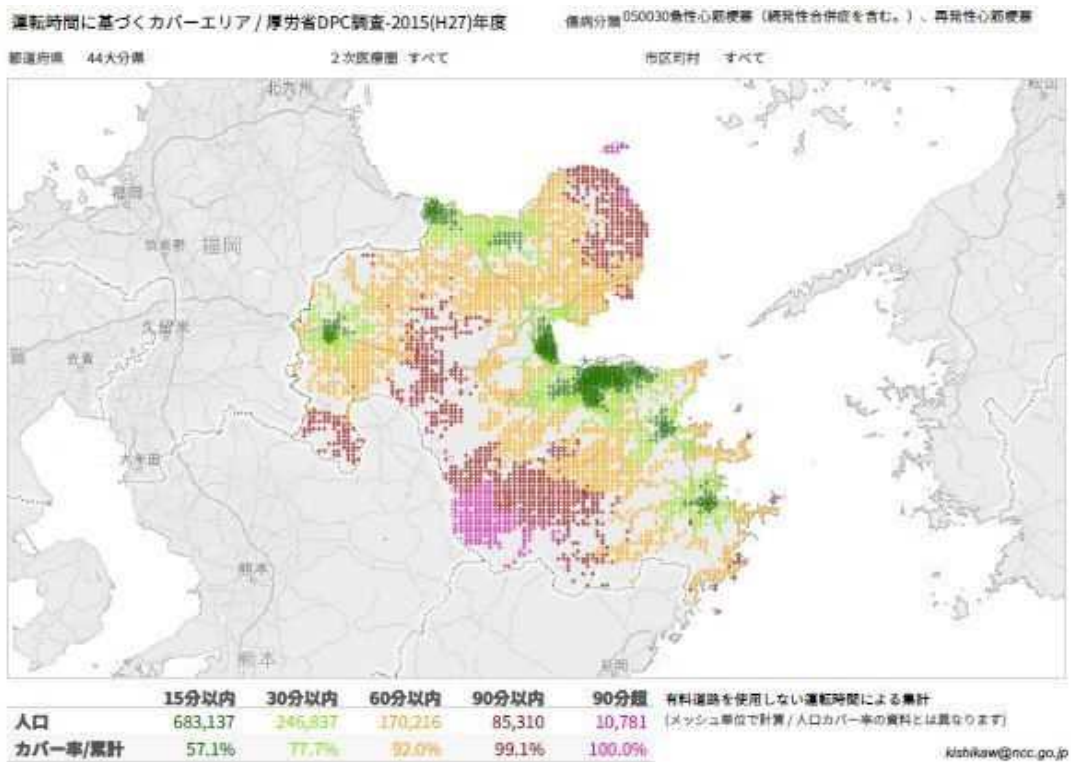 運転時間に基づくカバーエリア / 厚労省DPC調査-2015(H27)年度
傷病分類 050030急性心筋梗塞（続発性合併症を含む。）、再発性心筋梗塞
都道府県 44大分県 2次医療圏 すべて 市区町村 すべて
北九州
松山
福岡
筑紫野 福岡
久留米
佐賀
大牟田
熊本
熊本
延岡
15分以内 30分以内 60分以内 90分以内 90分超
人口 683,137 246,837 170,216 85,310 10,781
カバー率/累計 57.1% 77.7% 92.0% 99.1% 100.0%
有料道路を使用しない運転時間による集計
(メッシュ単位で計算 / 人口カバー率の資料とは異なります)
kishikaw@ncc.go.jp